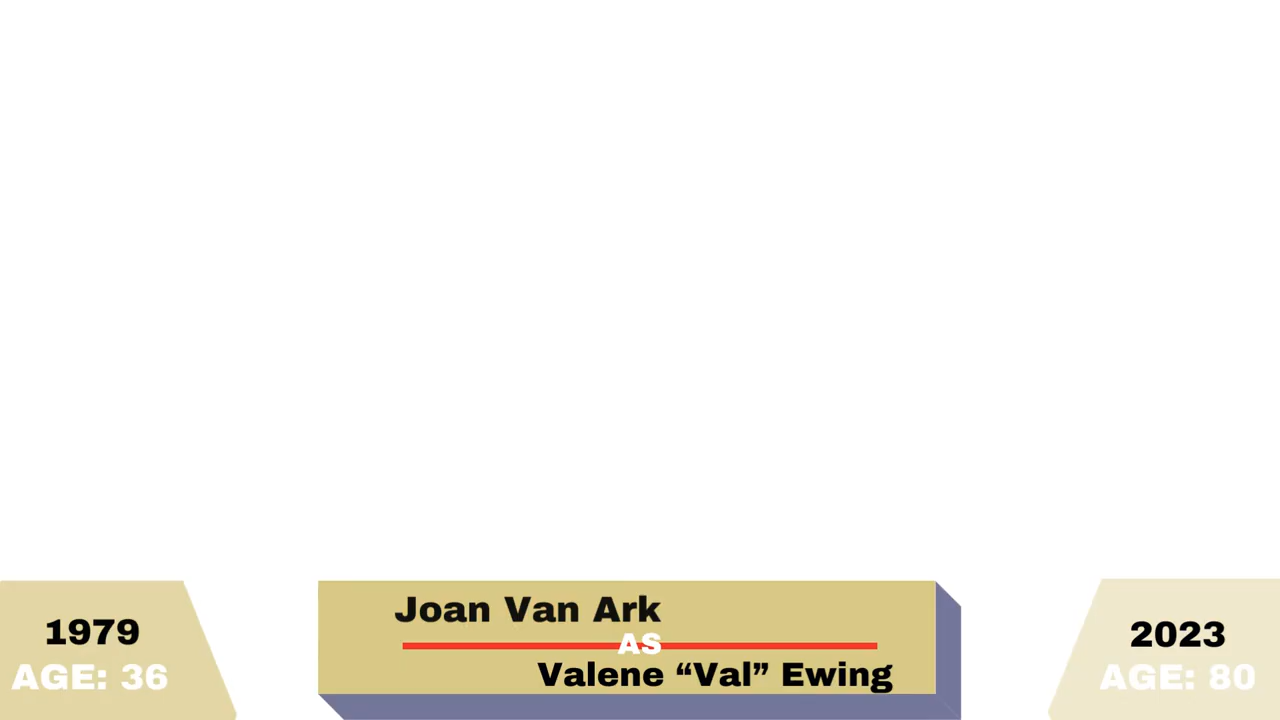 1979
AGE: 36
Joan Van Ark
AS
Valene “Val” Ewing
2023
AGE: 80